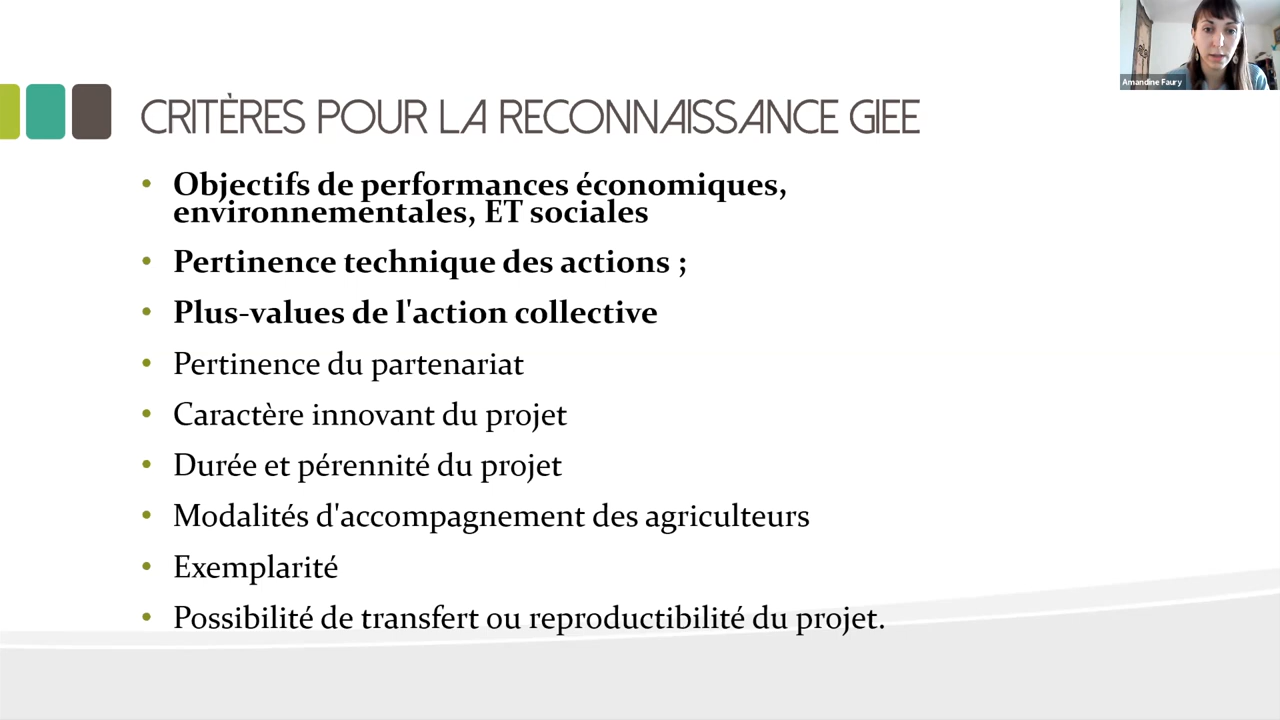 Amandine Faury
CRITÈRES POUR LA RECONNAISSANCE GIEE
• Objectifs de performances économiques,
environnementales, ET sociales
• Pertinence technique des actions ;
• Plus-values de l'action collective
• Pertinence du partenariat
• Caractère innovant du projet
• Durée et pérennité du projet
• Modalités d'accompagnement des agriculteurs
• Exemplarité
• Possibilité de transfert ou reproductibilité du projet.